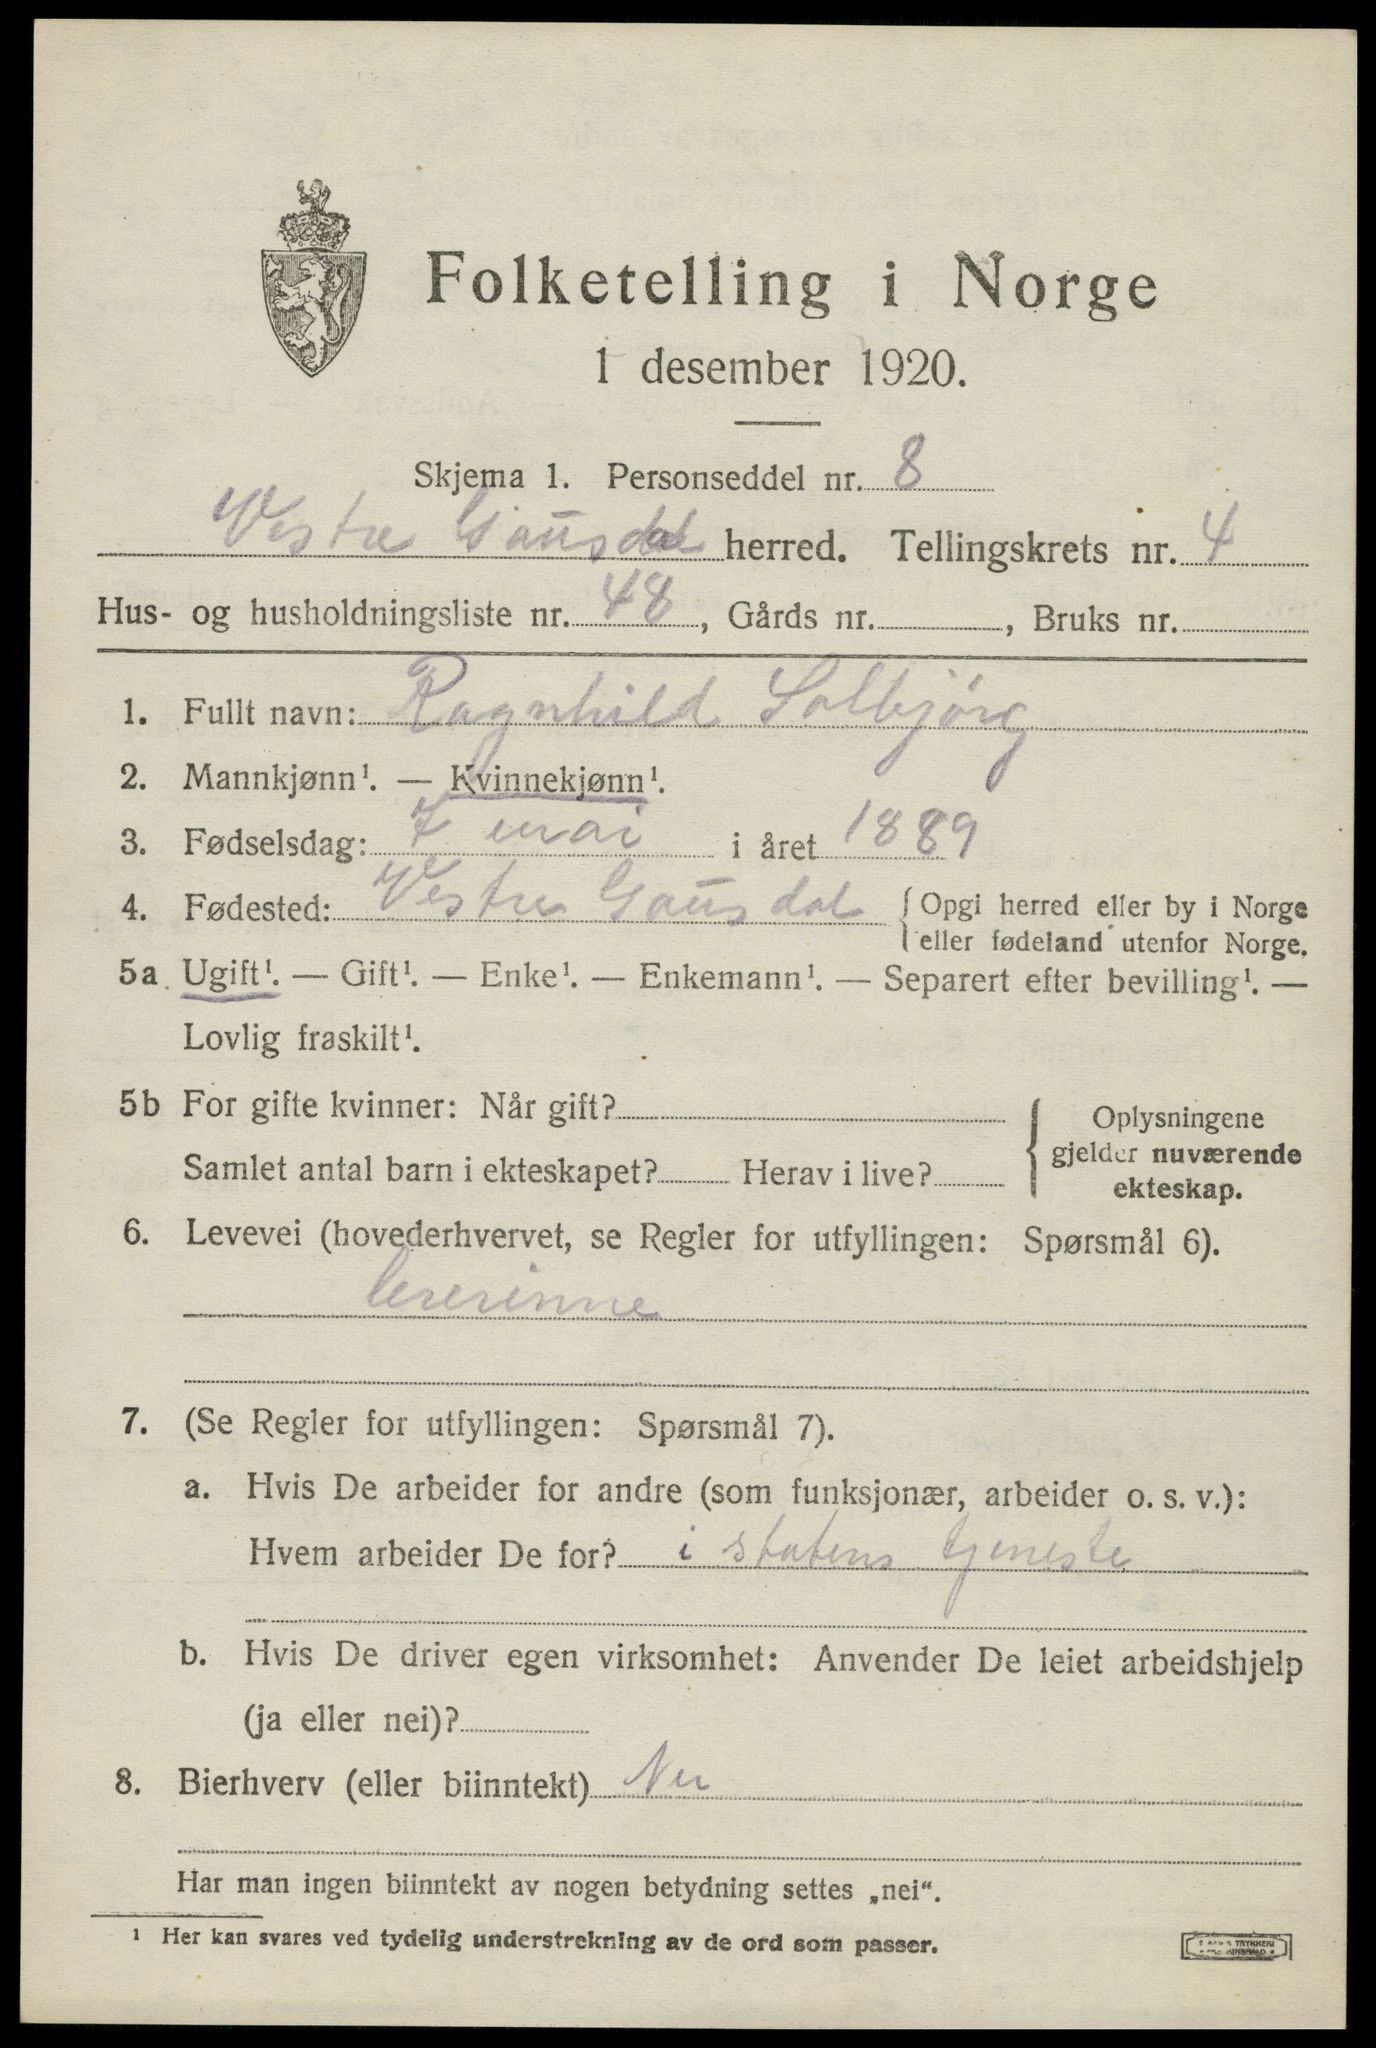 Folketelling i Norge
1 desember 1920.
Skjema 1. Personseddel nr. 8
Vestre Gausdal herred. Tellingskrets nr. 4
Hus- og husholdningsliste nr. 48, Gårds nr. , Bruks nr.
1. Fullt navn: Ragnhild Solbjørg
2. Mannkjønn¹. — Kvinnekjønn¹.
3. Fødselsdag: 7 mai i året 1889
4. Fødested: Vestre Gausdal { Opgi herred eller by i Norge
eller fødeland utenfor Norge.
5a Ugift¹. — Gift¹. — Enke¹. — Enkemann¹. — Separert efter bevilling¹. —
Lovlig fraskilt¹.
5b For gifte kvinner: Når gift?
Samlet antal barn i ekteskapet? Herav i live?
Oplysningene
gjelder nuværende
ekteskap.
6. Levevei (hovederhvervet, se Regler for utfyllingen: Spørsmål 6).
lererinne
7. (Se Regler for utfyllingen: Spørsmål 7).
a. Hvis De arbeider for andre (som funksjonær, arbeider o. s. v.):
Hvem arbeider De for? i statens tjeneste
b. Hvis De driver egen virksomhet: Anvender De leiet arbeidshjelp
(ja eller nei)?
8. Bierhverv (eller biinntekt) Nei
Har man ingen biinntekt av nogen betydning settes „nei“.
¹ Her kan svares ved tydelig understrekning av de ord som passer.